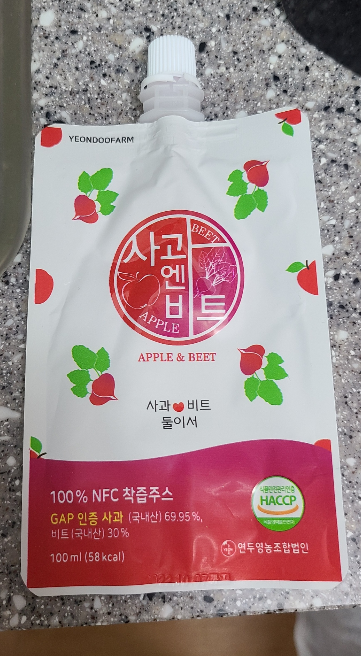 YEONDOOFARM
BEET
사과
엔
비트
APPLE
APPLE & BEET
사과 비트
둘이서
100% NFC 착즙주스
GAP 인증 사과 (국내산) 69.95%,
비트(국내산) 30%
100ml (58kcal)
HACCP
연두영농조합법인